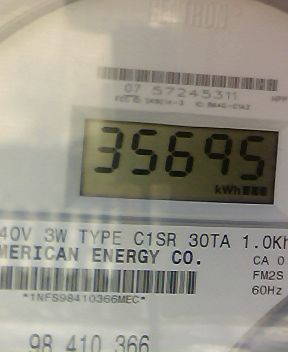 CENTRON
07 57245311
35695
kWh
40V 3W TYPE C1SR 30TA 1.0Kh
MERICAN ENERGY CO.
CA 0
FM2S
60Hz
*1NFS98410366MEC*
98 410 366